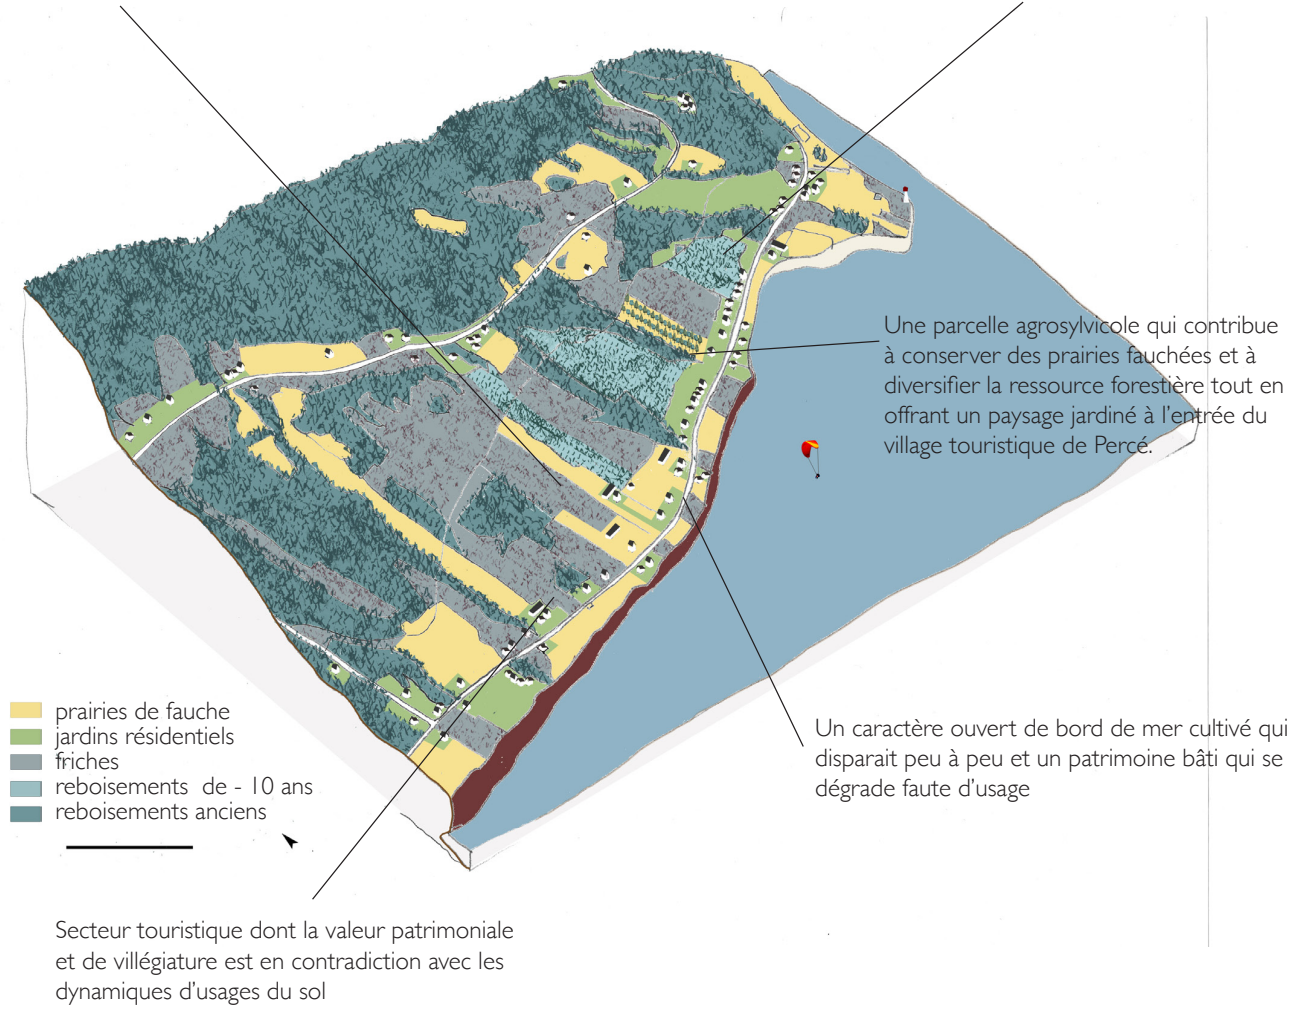 Une parcelle agrosylvicole qui contribue
à conserver des prairies fauchées et à
diversifier la ressource forestière tout en
offrant un paysage jardiné à l'entrée du
village touristique de Percé.
prairies de fauche
jardins résidentiels
friches
reboisements de - 10 ans
reboisements anciens
Un caractère ouvert de bord de mer cultivé qui
disparait peu à peu et un patrimoine bâti qui se
dégrade faute d'usage
Secteur touristique dont la valeur patrimoniale
et de villégiature est en contradiction avec les
dynamiques d'usages du sol